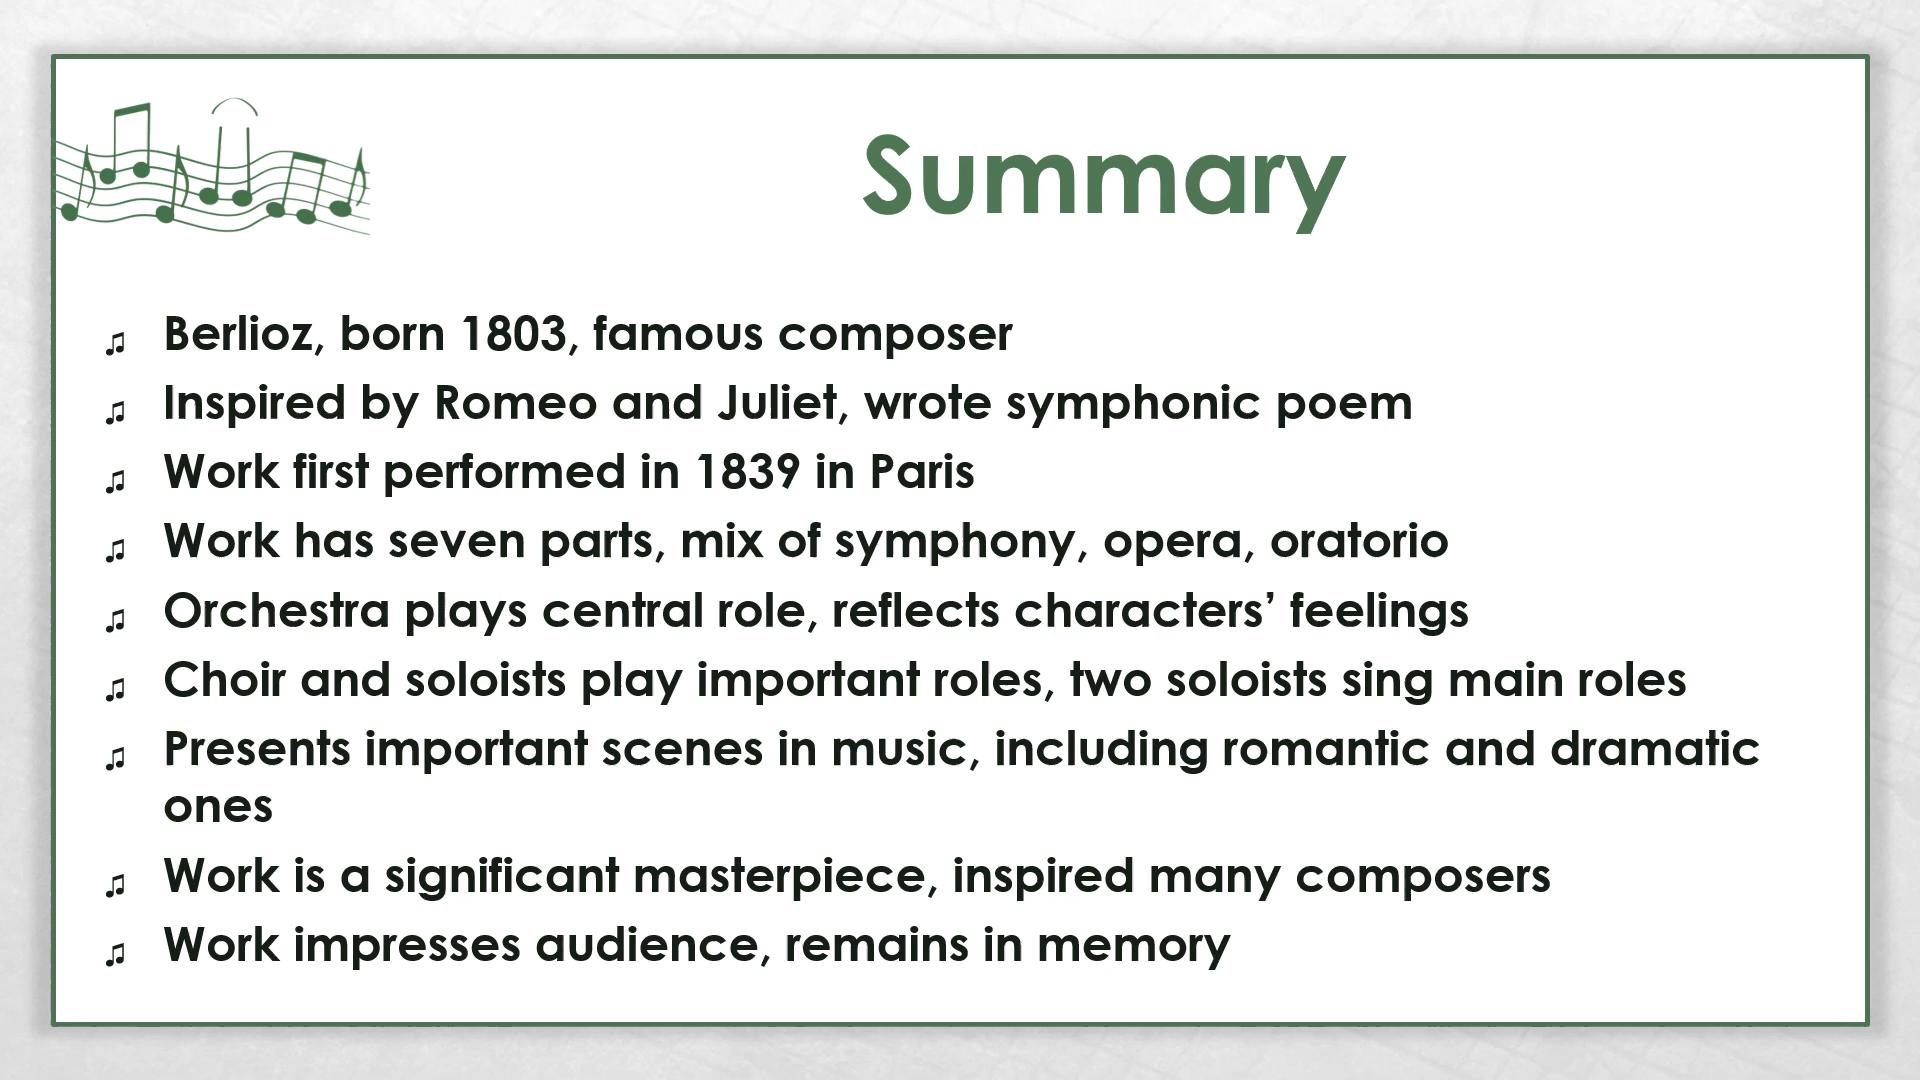 Summary
♫ Berlioz, born 1803, famous composer
♫ Inspired by Romeo and Juliet, wrote symphonic poem
♫ Work first performed in 1839 in Paris
♫ Work has seven parts, mix of symphony, opera, oratorio
♫ Orchestra plays central role, reflects characters’ feelings
♫ Choir and soloists play important roles, two soloists sing main roles
♫ Presents important scenes in music, including romantic and dramatic
ones
♫ Work is a significant masterpiece, inspired many composers
♫ Work impresses audience, remains in memory